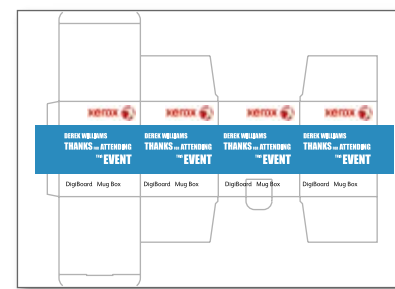 xerox xerox xerox xerox
DEREK WILLIAMS DEREK WILLIAMS DEREK WILLIAMS DEREK WILLIAMS
THANKS FOR ATTENDING THANKS FOR ATTENDING THANKS FOR ATTENDING THANKS FOR ATTENDING
THE EVENT THE EVENT THE EVENT THE EVENT
DigiBoard Mug Box DigiBoard Mug Box DigiBoard Mug Box DigiBoard Mug Box